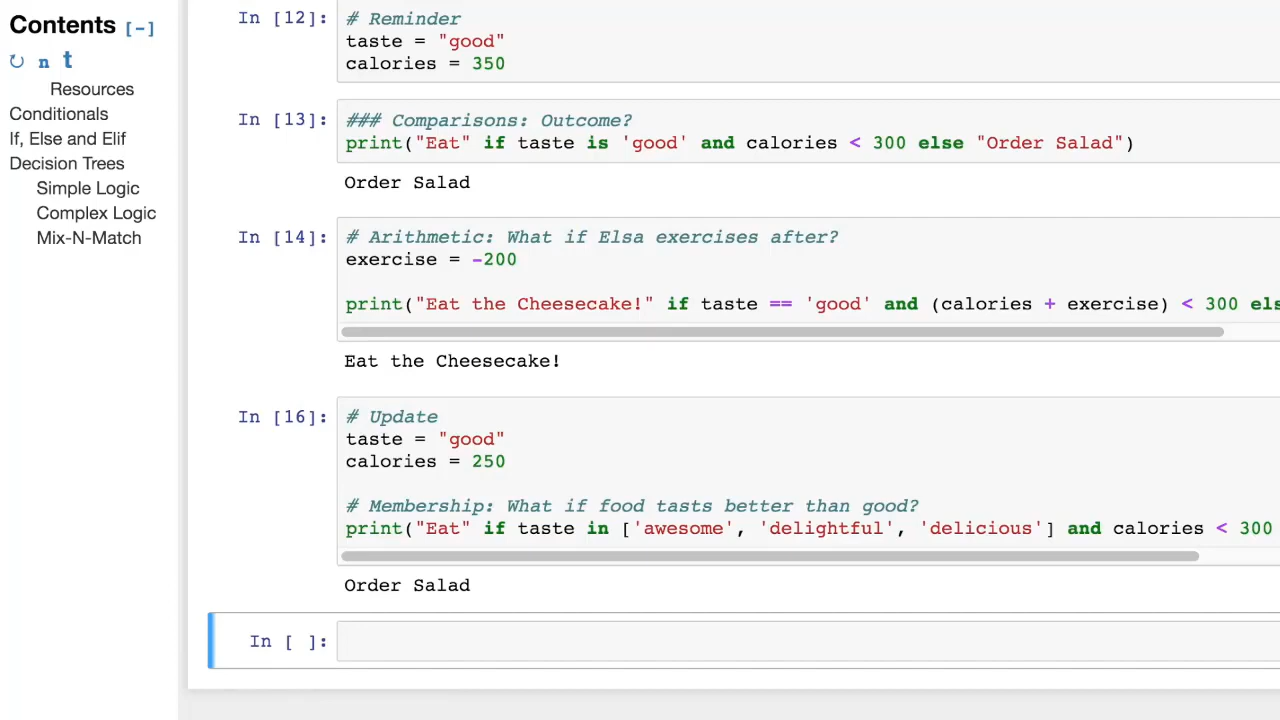 Contents [-]
n t
Resources
Conditionals
If, Else and Elif
Decision Trees
Simple Logic
Complex Logic
Mix-N-Match
In [12]:
# Reminder
taste = "good"
calories = 350
In [13]:
### Comparisons: Outcome?
print("Eat" if taste is 'good' and calories < 300 else "Order Salad")
Order Salad
In [14]:
# Arithmetic: What if Elsa exercises after?
exercise = -200
print("Eat the Cheesecake!" if taste == 'good' and (calories + exercise) < 300 els
Eat the Cheesecake!
In [16]:
# Update
taste = "good"
calories = 250
# Membership: What if food tastes better than good?
print("Eat" if taste in ['awesome', 'delightful', 'delicious'] and calories < 300
Order Salad
In [ ]: